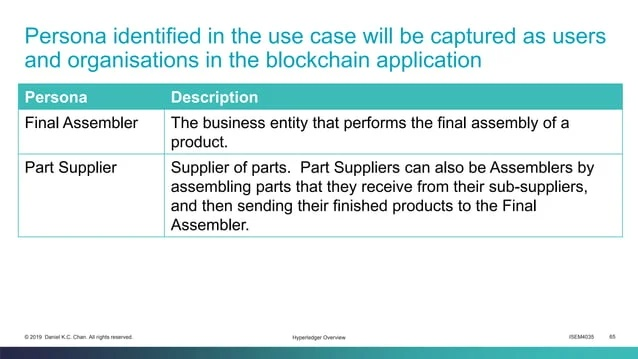 Persona identified in the use case will be captured as users
and organisations in the blockchain application
Persona Description
Final Assembler The business entity that performs the final assembly of a
product.
Part Supplier Supplier of parts. Part Suppliers can also be Assemblers by
assembling parts that they receive from their sub-suppliers,
and then sending their finished products to the Final
Assembler.
© 2019 Daniel K.C. Chan. All rights reserved. Hyperledger Overview ISEM4035 65